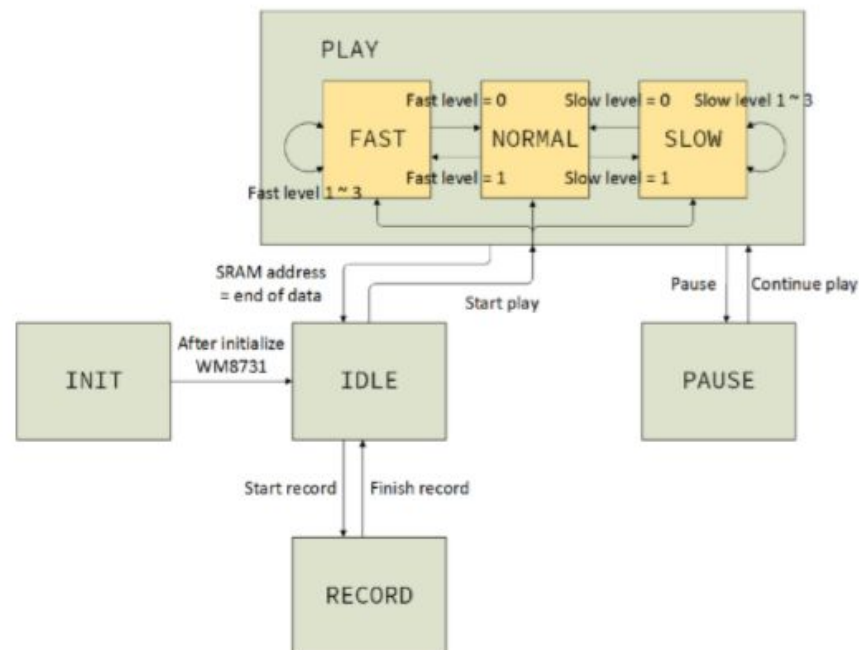 PLAY
Fast level = 0
Slow level = 0
Slow level 1 ~ 3
FAST
NORMAL
SLOW
Fast level 1 ~ 3
Fast level = 1
Slow level = 1
SRAM address
= end of data
Start play
Pause
Continue play
After initialize
WM8731
INIT
IDLE
PAUSE
Start record
Finish record
RECORD